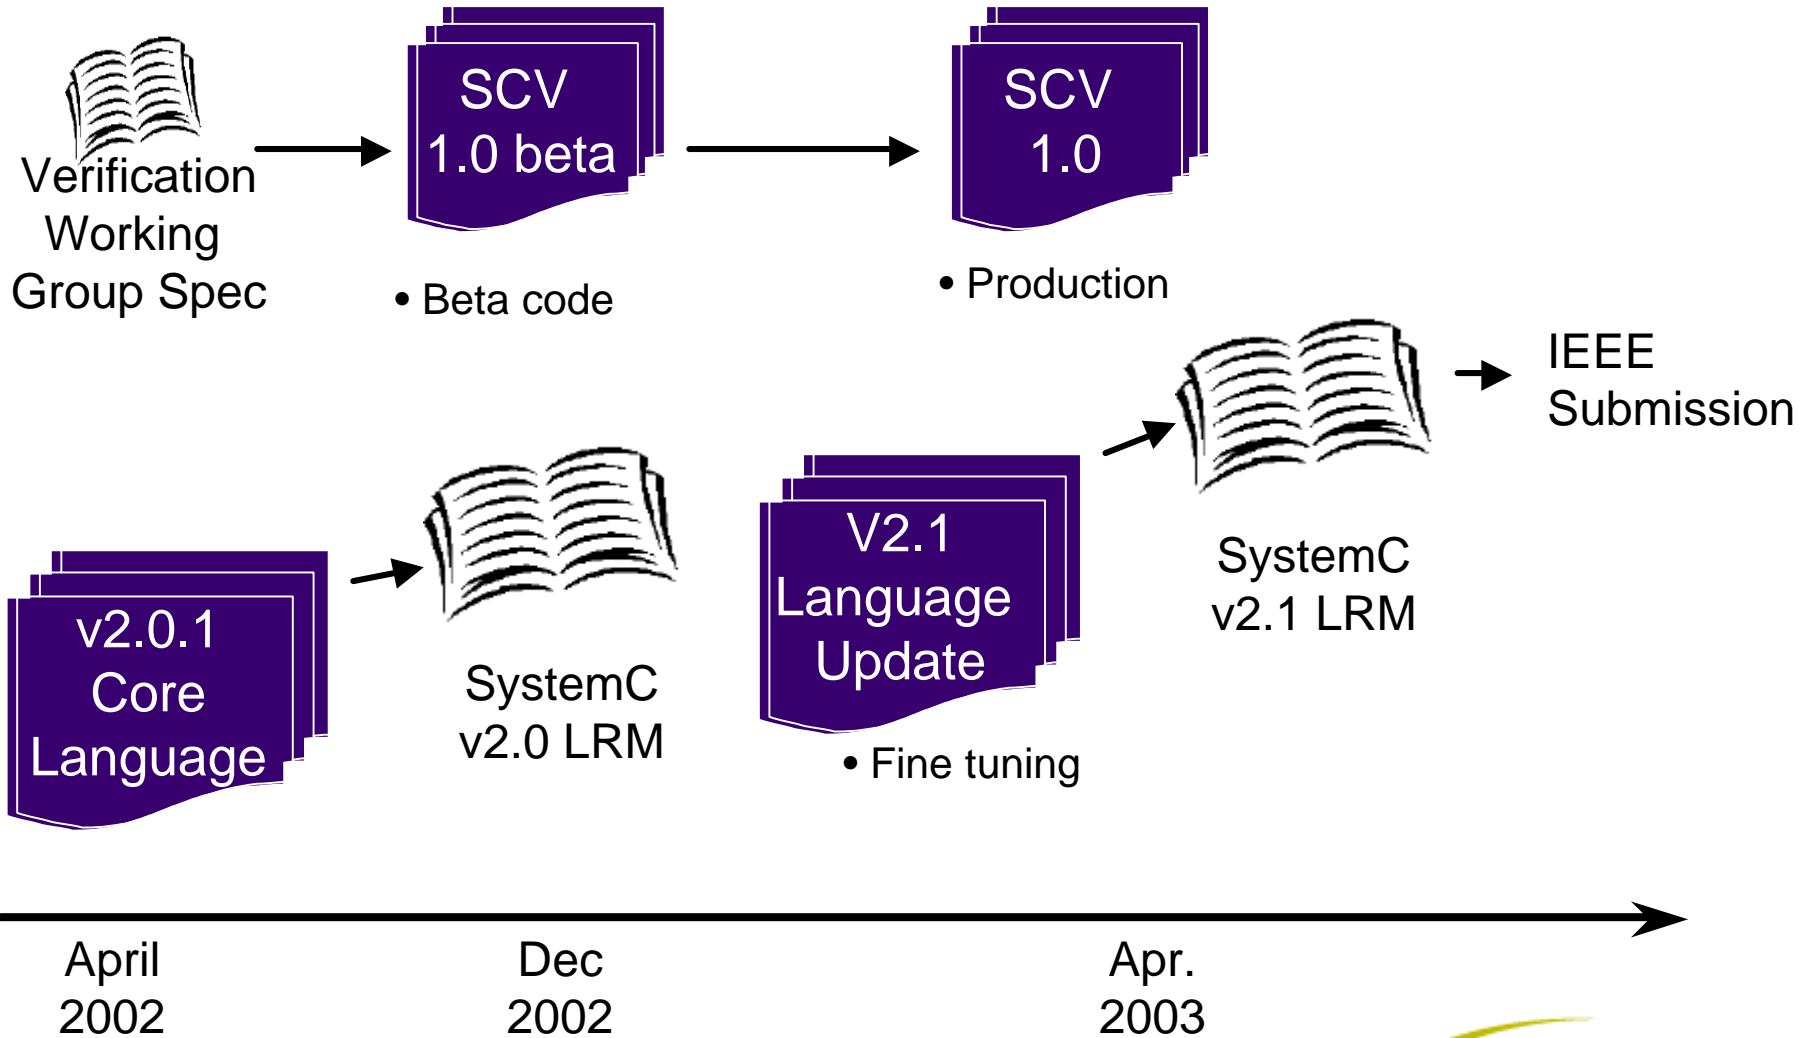 SCV
1.0 beta
SCV
1.0
Verification
Working
Group Spec
• Beta code
• Production
IEEE
Submission
v2.0.1
Core
Language
SystemC
v2.0 LRM
V2.1
Language
Update
• Fine tuning
SystemC
v2.1 LRM
April
2002
Dec
2002
Apr.
2003